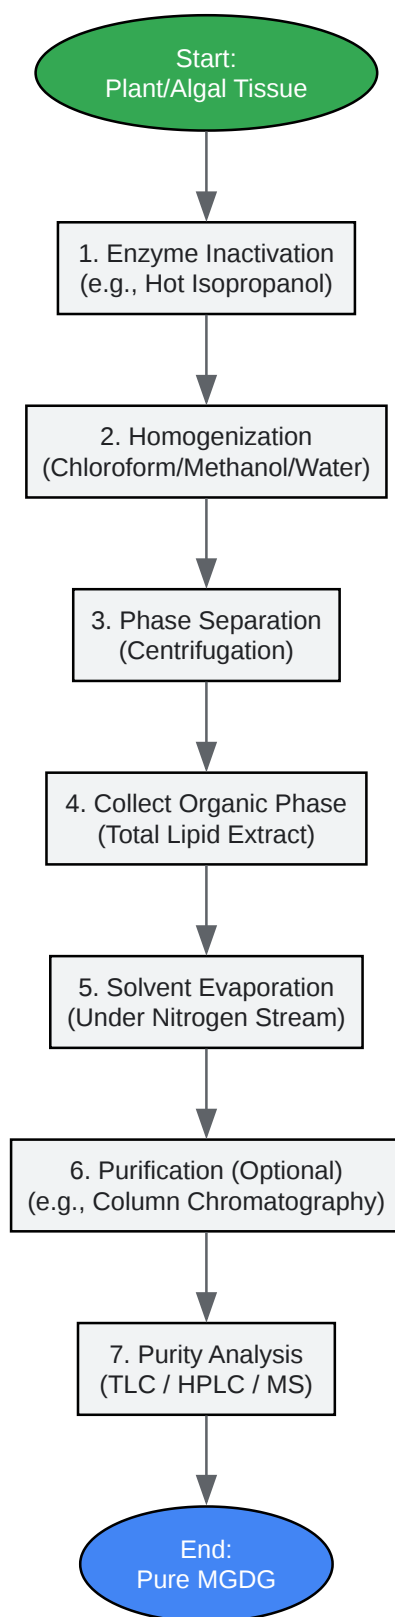 Start:
Plant/Algal Tissue
1. Enzyme Inactivation
(e.g., Hot Isopropanol)
2. Homogenization
(Chloroform/Methanol/Water)
3. Phase Separation
(Centrifugation)
4. Collect Organic Phase
(Total Lipid Extract)
5. Solvent Evaporation
(Under Nitrogen Stream)
6. Purification (Optional)
(e.g., Column Chromatography)
7. Purity Analysis
(TLC / HPLC / MS)
End:
Pure MGDG